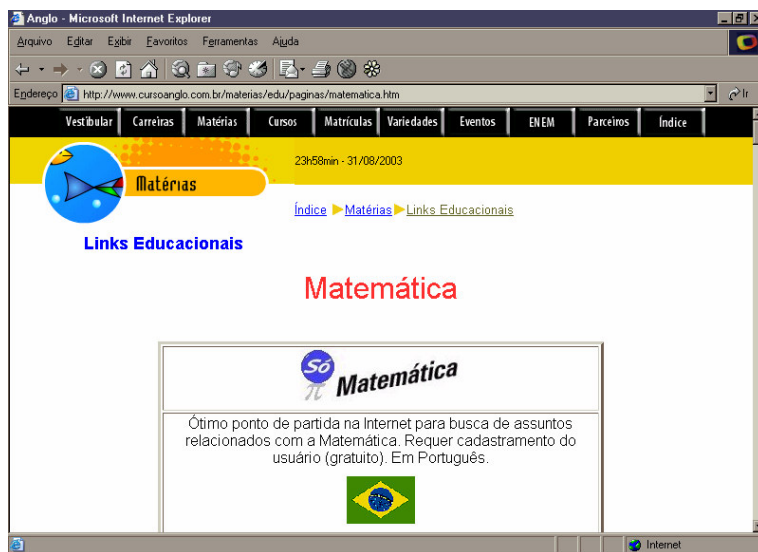 Anglo - Microsoft Internet Explorer
Arquivo Editar Exibir Favoritos Ferramentas Ajuda
Endereço http://www.cursoanglo.com.br/materias/edu/paginas/matematica.htm Ir
Vestibular Carreiras Matérias Cursos Matrículas Variedades Eventos ENEM Parceiros Índice
23h58min - 31/08/2003
Matérias
Índice Matérias Links Educacionais
Links Educacionais
Matemática
Só π Matemática
Ótimo ponto de partida na Internet para busca de assuntos
relacionados com a Matemática. Requer cadastramento do
usuário (gratuito). Em Português.
Internet